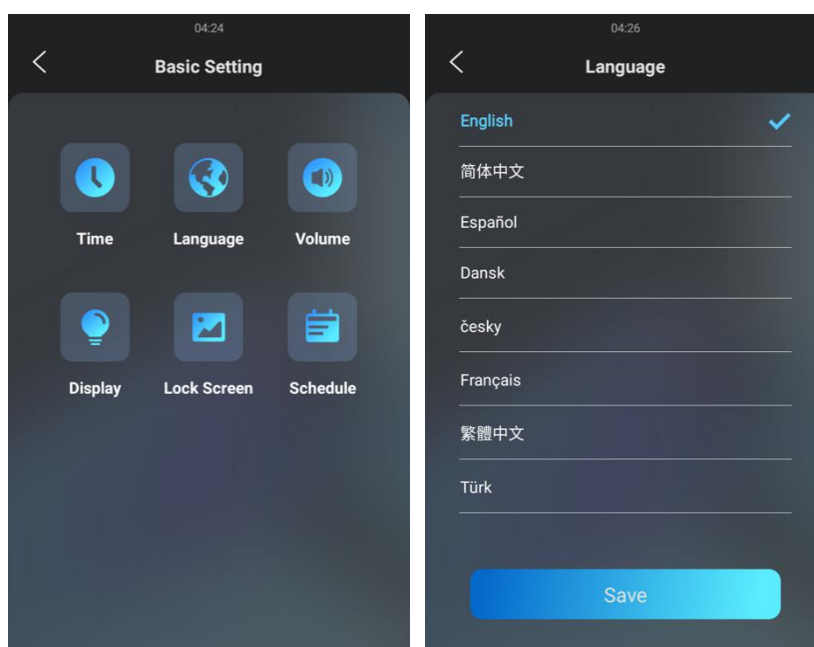 04:24
Basic Setting
Time Language Volume
Display Lock Screen Schedule
04:26
Language
English
简体中文
Español
Dansk
česky
Français
繁體中文
Türk
Save